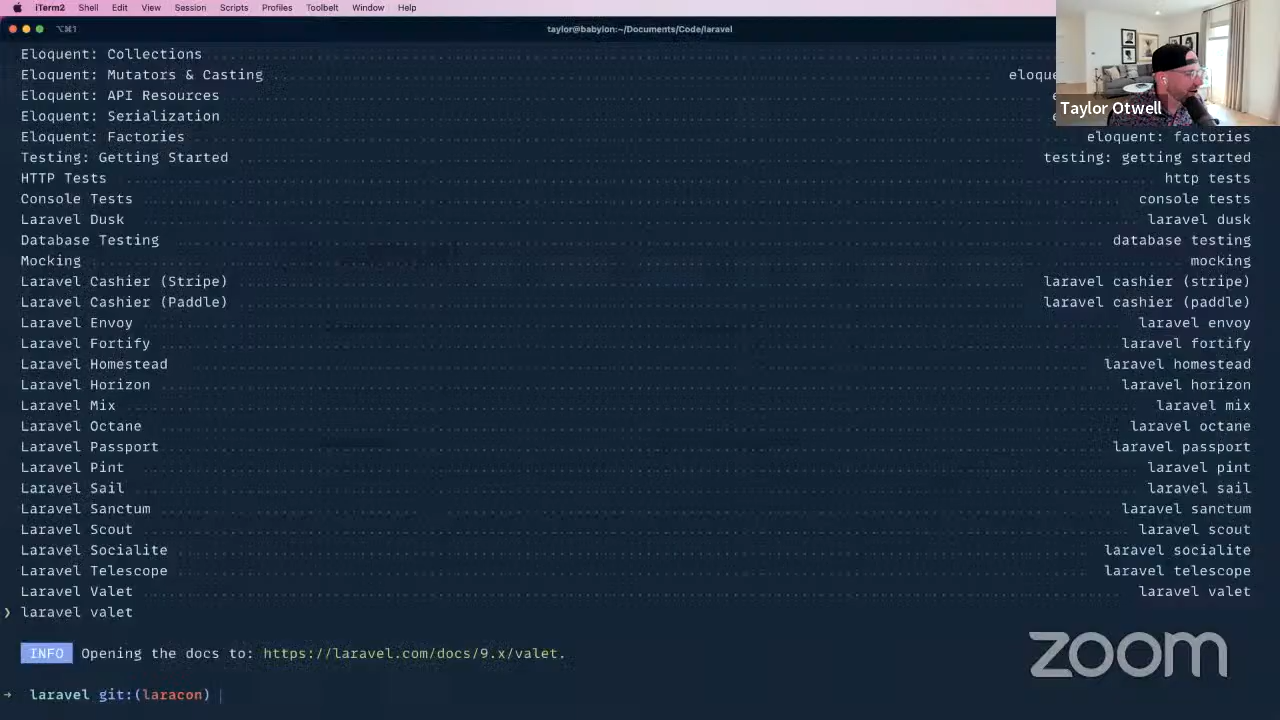 iTerm2 Shell Edit View Session Scripts Profiles Toolbelt Window Help
⌥⌘1 taylor@babylon:~/Documents/Code/laravel
Eloquent: Collections
Eloquent: Mutators & Casting
Eloquent: API Resources
Eloquent: Serialization
Taylor Otwell
Eloquent: Factories eloquent: factories
Testing: Getting Started testing: getting started
HTTP Tests http tests
Console Tests console tests
Laravel Dusk laravel dusk
Database Testing database testing
Mocking mocking
Laravel Cashier (Stripe) laravel cashier (stripe)
Laravel Cashier (Paddle) laravel cashier (paddle)
Laravel Envoy laravel envoy
Laravel Fortify laravel fortify
Laravel Homestead laravel homestead
Laravel Horizon laravel horizon
Laravel Mix laravel mix
Laravel Octane laravel octane
Laravel Passport laravel passport
Laravel Pint laravel pint
Laravel Sail laravel sail
Laravel Sanctum laravel sanctum
Laravel Scout laravel scout
Laravel Socialite laravel socialite
Laravel Telescope laravel telescope
Laravel Valet laravel valet
❯ laravel valet
INFO Opening the docs to: https://laravel.com/docs/9.x/valet.
zoom
→ laravel git:(laracon)